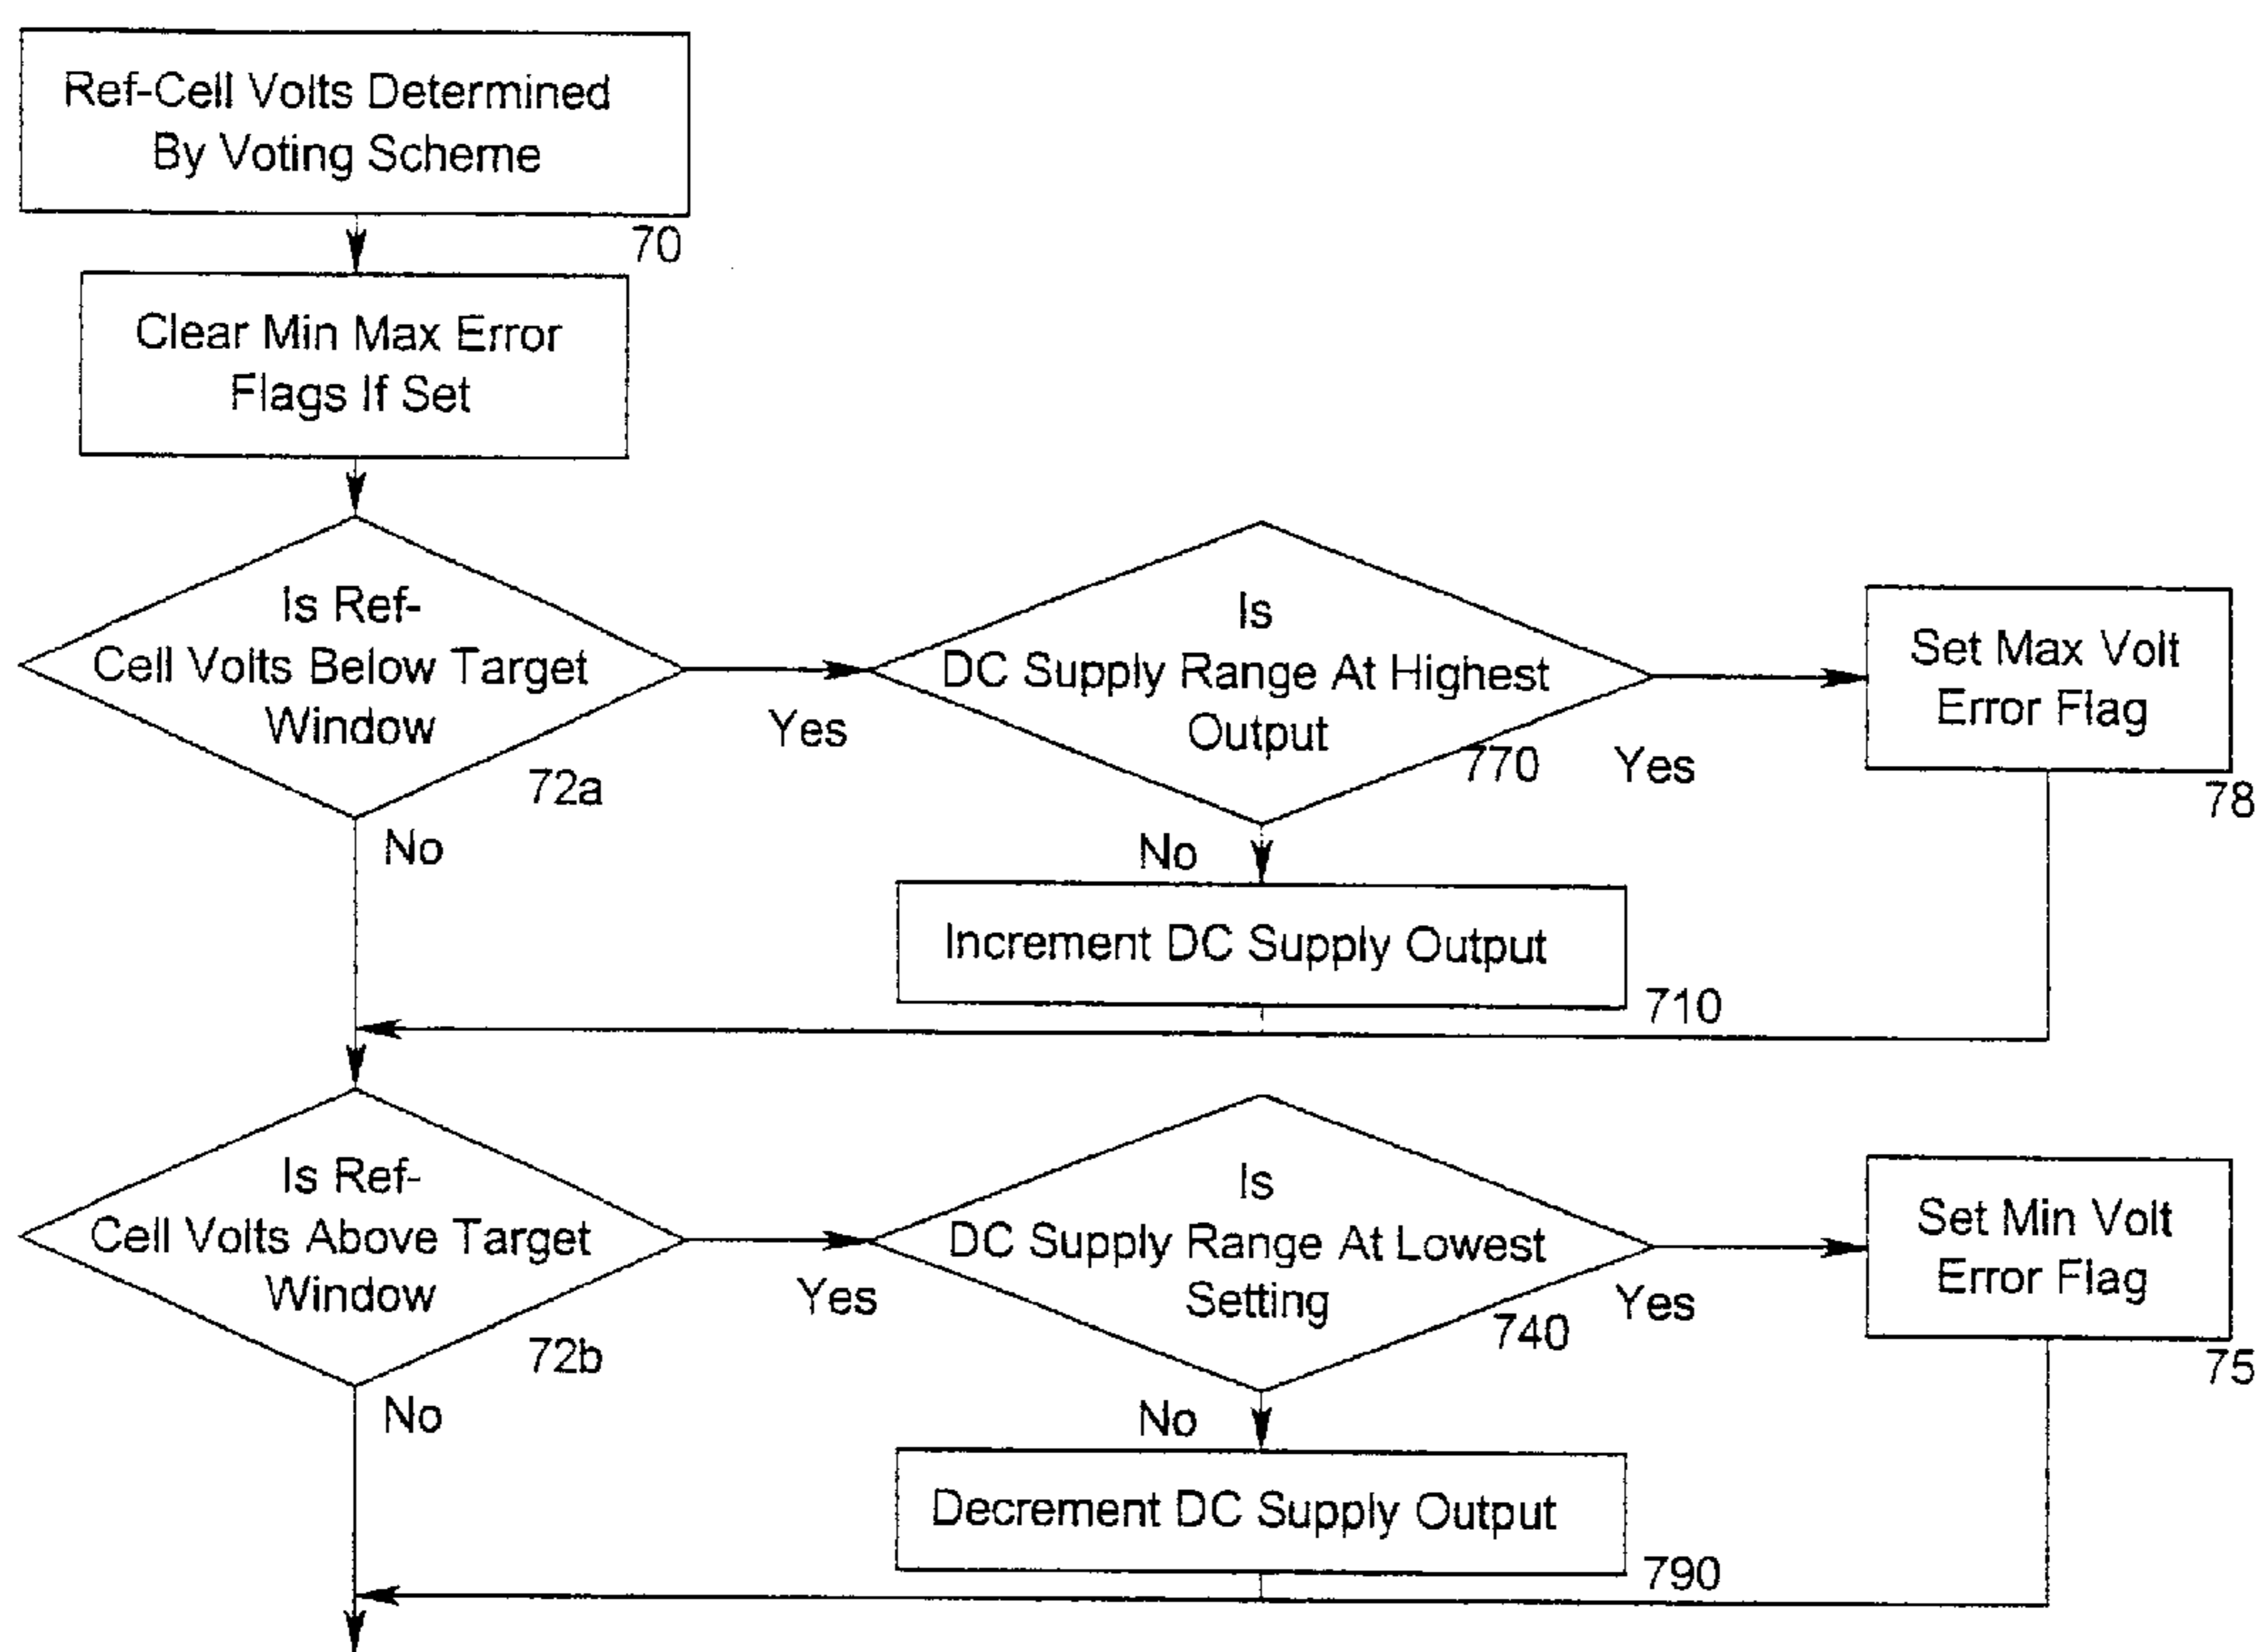 Ref-Cell Volts Determined
By Voting Scheme
70
Clear Min Max Error
Flags If Set
Is Ref-
Cell Volts Below Target
Window
72a
Yes
No
Is
DC Supply Range At Highest
Output
770
Yes
No
Set Max Volt
Error Flag
78
Increment DC Supply Output
710
Is Ref-
Cell Volts Above Target
Window
72b
Yes
No
Is
DC Supply Range At Lowest
Setting
740
Yes
No
Set Min Volt
Error Flag
75
Decrement DC Supply Output
790